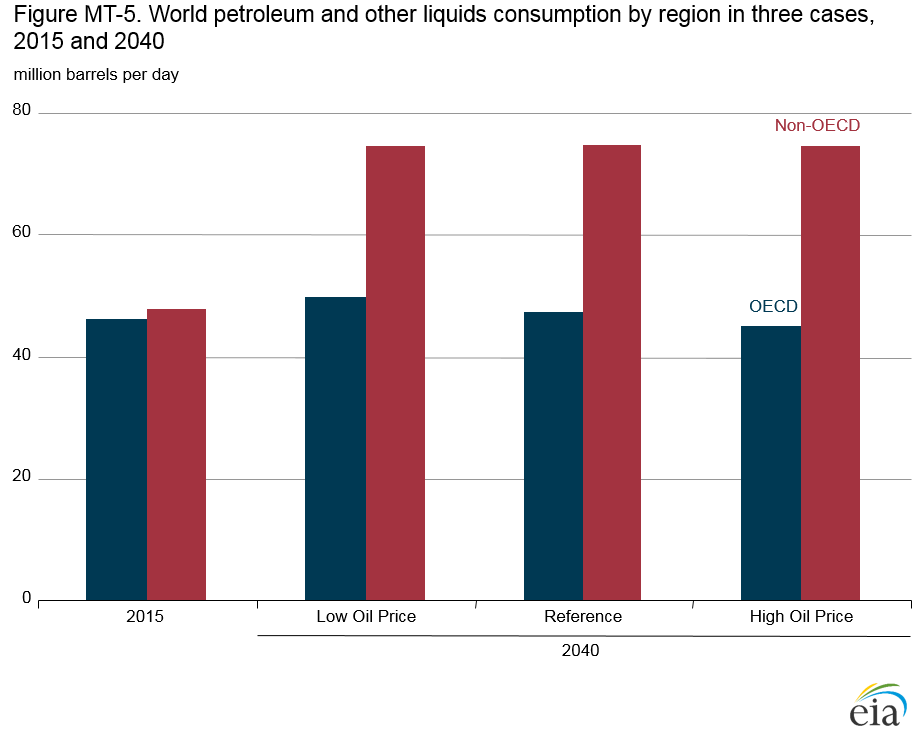 Figure MT-5. World petroleum and other liquids consumption by region in three cases,
2015 and 2040
million barrels per day
80
Non-OECD
60
OECD
40
20
0
2015 Low Oil Price Reference High Oil Price
2040
eia